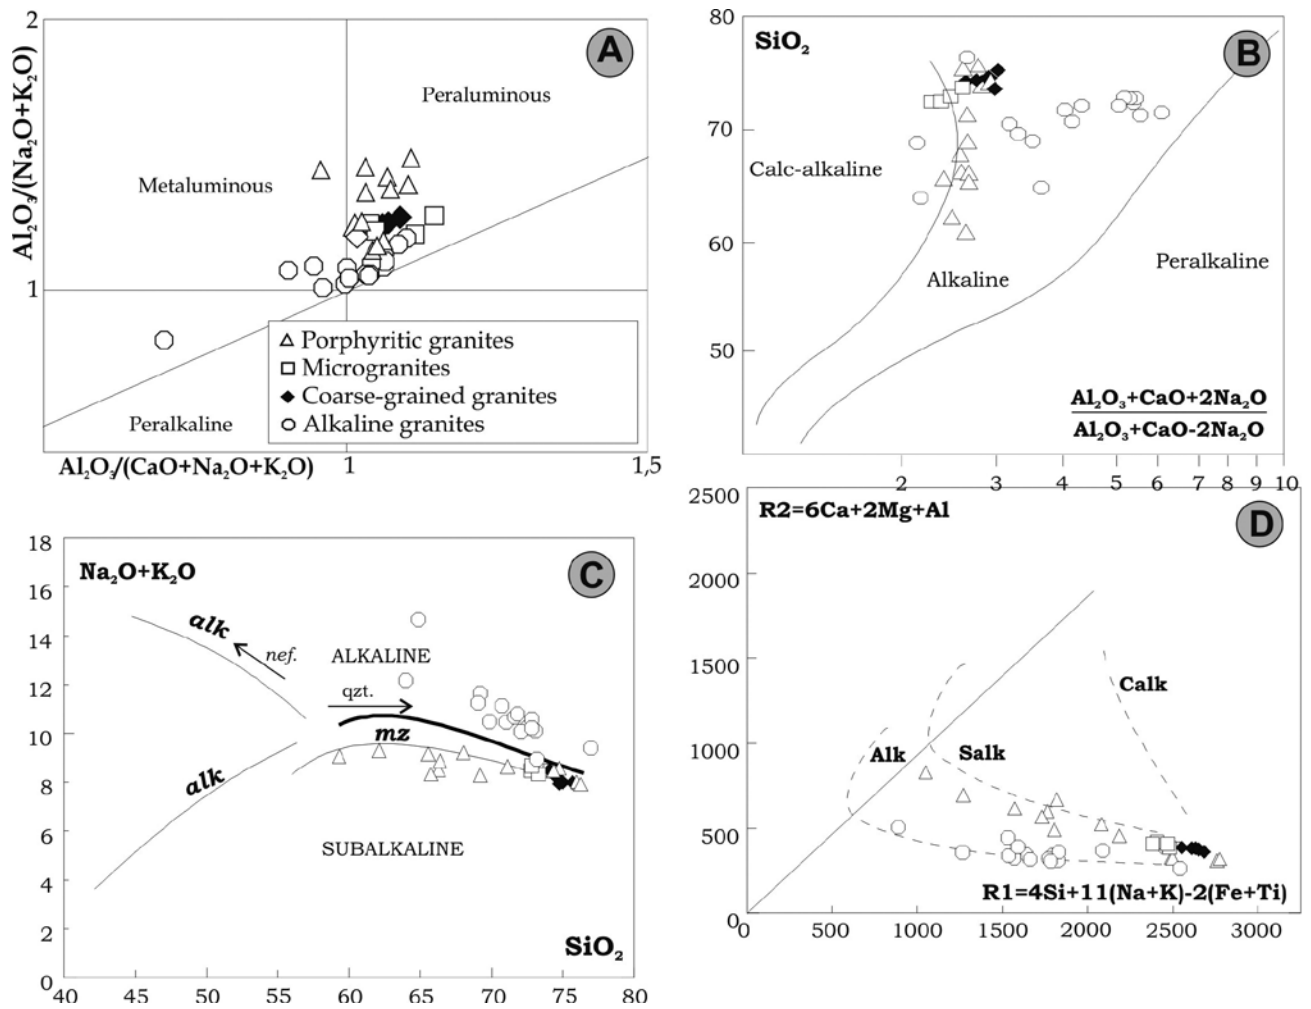 A
2
Al₂O₃/(Na₂O+K₂O)
Peraluminous
Metaluminous
1
△ Porphyritic granites
□ Microgranites
◆ Coarse-grained granites
○ Alkaline granites
Peralkaline
Al₂O₃/(CaO+Na₂O+K₂O)
1
1,5
B
80
SiO₂
70
Calc-alkaline
60
Peralkaline
Alkaline
50
Al₂O₃+CaO+2Na₂O
Al₂O₃+CaO-2Na₂O
2 3 4 5 6 7 8 9 10
C
18
Na₂O+K₂O
16
alk
14
nef.
ALKALINE
12
qzt.
10
mz
alk
8
SUBALKALINE
6
4
2
SiO₂
0
40 45 50 55 60 65 70 75 80
D
2500
R2=6Ca+2Mg+Al
2000
1500
Calk
1000
Alk
Salk
500
R1=4Si+11(Na+K)-2(Fe+Ti)
0
0 500 1000 1500 2000 2500 3000